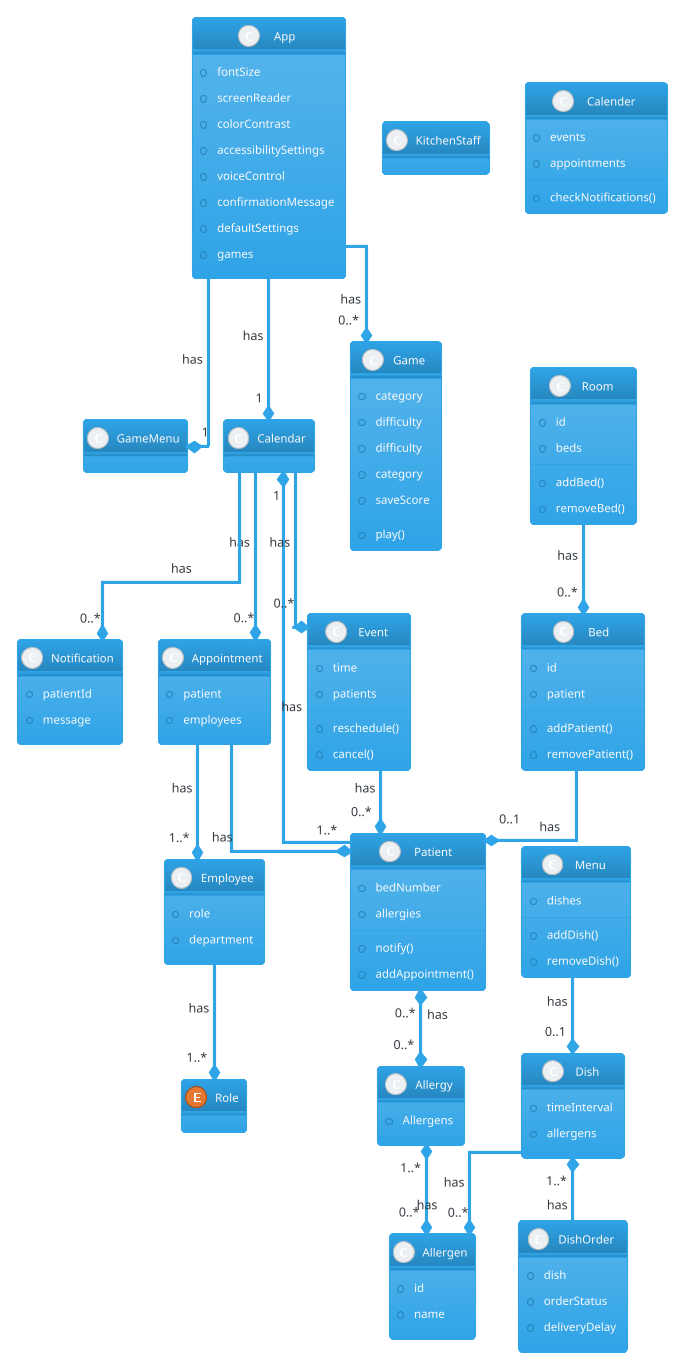 C App
fontSize
screenReader
colorContrast
accessibilitySettings
voiceControl
confirmationMessage
defaultSettings
games
C KitchenStaff
C Calender
events
appointments
checkNotifications()
has
0..*
has
has
1
1
C GameMenu
C Calendar
C Game
category
difficulty
difficulty
category
saveScore
play()
C Room
id
beds
addBed()
removeBed()
1
has
has
has
has
0..*
0..*
0..*
has
0..*
C Notification
patientId
message
C Appointment
patient
employees
C Event
time
patients
reschedule()
cancel()
C Bed
id
patient
addPatient()
removePatient()
has
has
1..*
has
1..*
has
0..*
0..1
has
C Employee
role
department
C Patient
bedNumber
allergies
notify()
addAppointment()
C Menu
dishes
addDish()
removeDish()
has
1..*
0..*
has
0..*
has
0..1
E Role
C Allergy
Allergens
C Dish
timeInterval
allergens
1..*
has
0..*
has
0..*
1..*
has
C Allergen
id
name
C DishOrder
dish
orderStatus
deliveryDelay